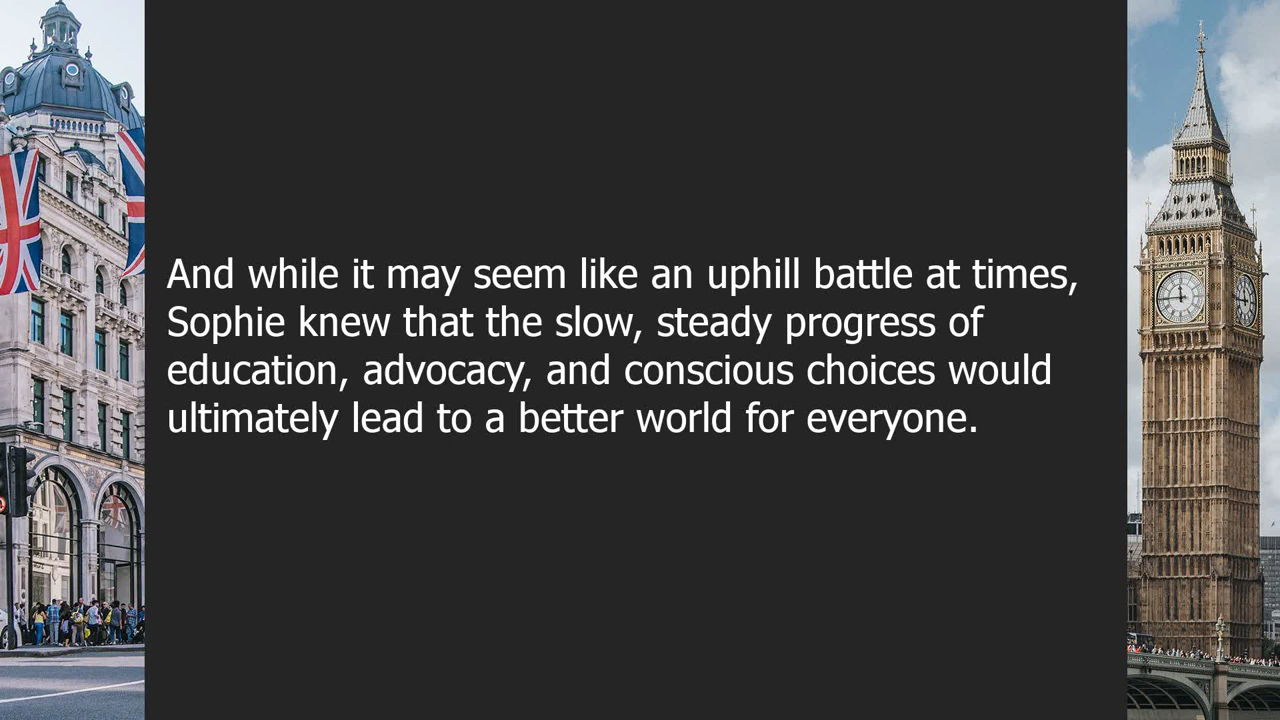 And while it may seem like an uphill battle at times,
Sophie knew that the slow, steady progress of
education, advocacy, and conscious choices would
ultimately lead to a better world for everyone.